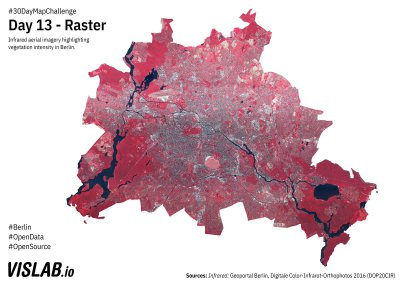 #30DayMapChallenge
Day 13 - Raster
Infrared aerial imagery highlighting
vegetation intensity in Berlin.
#Berlin
#OpenData
#OpenSource
VISLAB.io
Sources: Infrared: Geoportal Berlin, Digitale Color-Infrarot-Orthophotos 2016 (DOP20CIR)